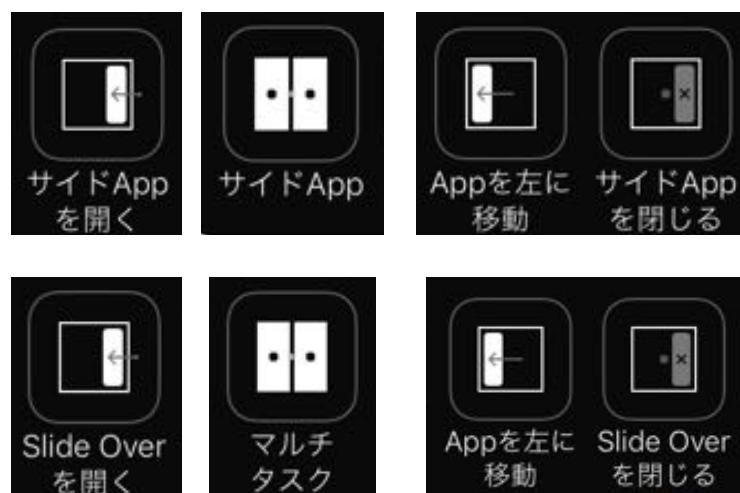 サイドApp
を開く
サイドApp
Appを左に
移動
サイドApp
を閉じる
Slide Over
を開く
マルチ
タスク
Appを左に
移動
Slide Over
を閉じる